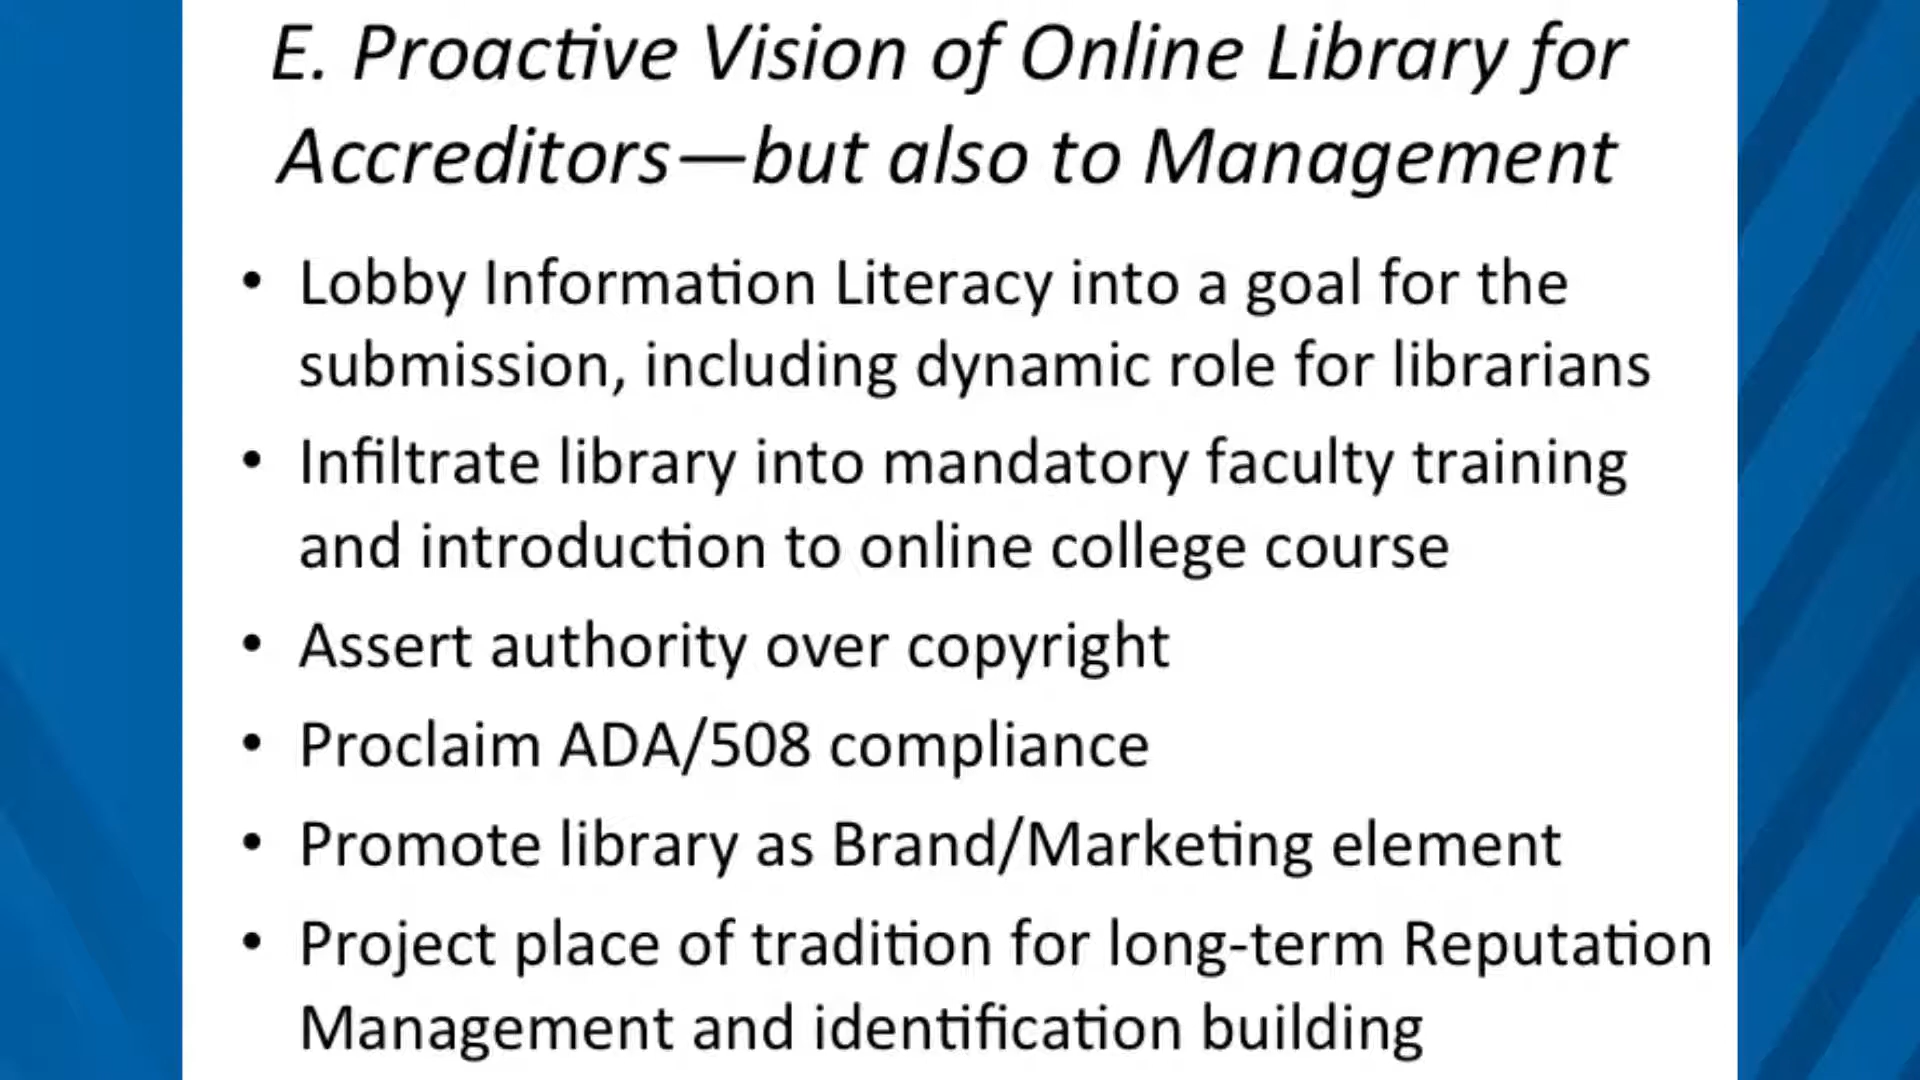 E. Proactive Vision of Online Library for
Accreditors—but also to Management
• Lobby Information Literacy into a goal for the
submission, including dynamic role for librarians
• Infiltrate library into mandatory faculty training
and introduction to online college course
• Assert authority over copyright
• Proclaim ADA/508 compliance
• Promote library as Brand/Marketing element
• Project place of tradition for long-term Reputation
Management and identification building